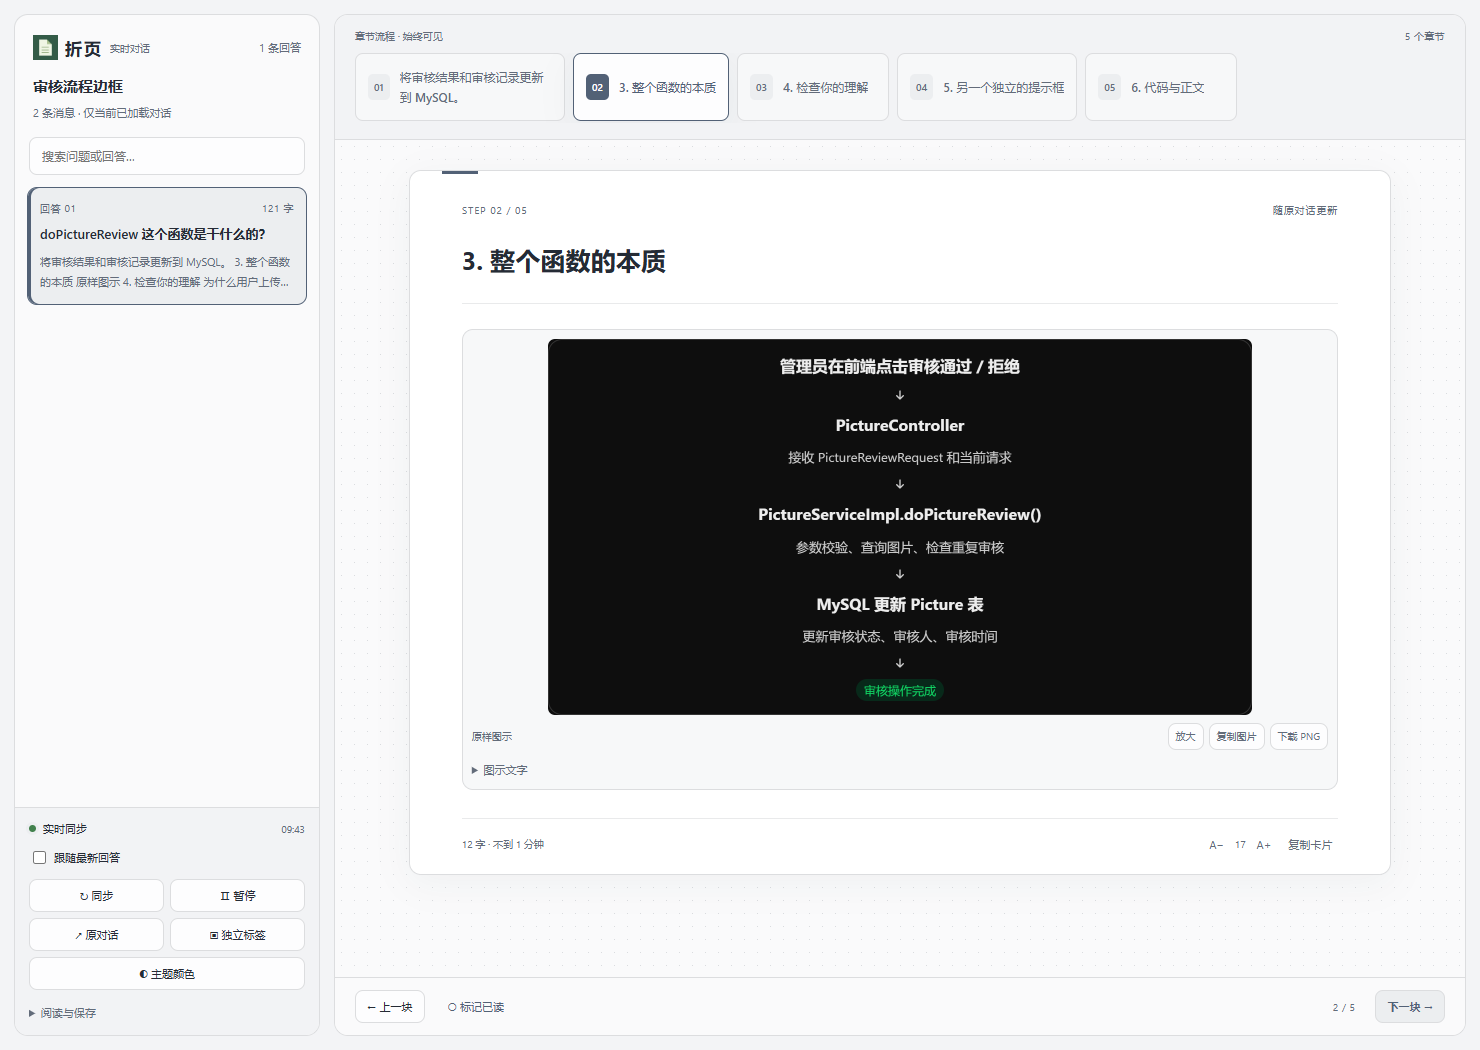 折页 实时对话 1 条回答
审核流程边框
2 条消息 · 仅当前已加载对话
搜索问题或回答...
回答 01 121 字
doPictureReview 这个函数是干什么的?
将审核结果和审核记录更新到 MySQL。 3. 整个函数
的本质 原样图示 4. 检查你的理解 为什么用户上传...
实时同步 09:43
跟随最新回答
↻ 同步
⏸ 暂停
↗ 原对话
▣ 独立标签
◐ 主题颜色
▶ 阅读与保存
章节流程 · 始终可见 5 个章节
01 将审核结果和审核记录更新
到 MySQL。
02 3. 整个函数的本质
03 4. 检查你的理解
04 5. 另一个独立的提示框
05 6. 代码与正文
STEP 02 / 05 随原对话更新
3. 整个函数的本质
管理员在前端点击审核通过 / 拒绝
↓
PictureController
接收 PictureReviewRequest 和当前请求
↓
PictureServiceImpl.doPictureReview()
参数校验、查询图片、检查重复审核
↓
MySQL 更新 Picture 表
更新审核状态、审核人、审核时间
↓
审核操作完成
原样图示 放大 复制图片 下载 PNG
▶ 图示文字
12 字 · 不到 1 分钟 A− 17 A+ 复制卡片
← 上一块 ○ 标记已读 2 / 5 下一块 →